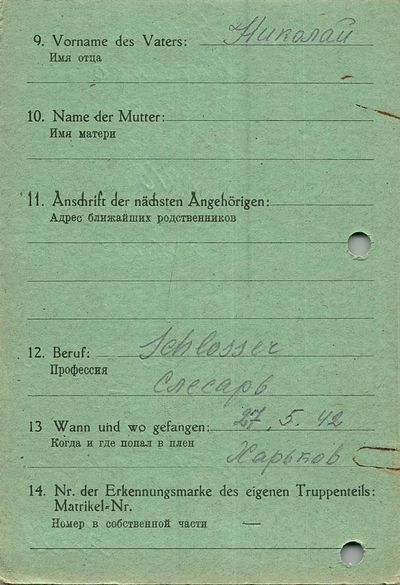 9. Vorname des Vaters: Николай
Имя отца
10. Name der Mutter:
Имя матери
11. Anschrift der nächsten Angehörigen:
Адрес ближайших родственников
12. Beruf: Schlosser
Профессия
Слесарь
13 Wann und wo gefangen: 27. 5. 42
Когда и где попал в плен
Харьков
14. Nr. der Erkennungsmarke des eigenen Truppenteils:
Matrikel-Nr.
Номер в собственной части —